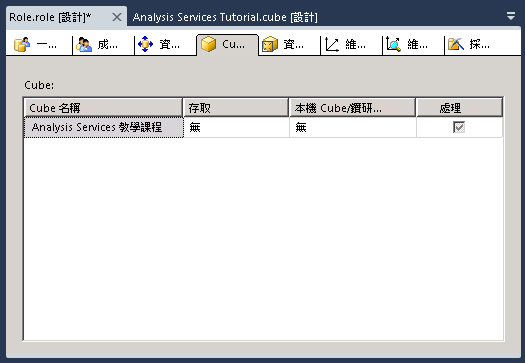 Role.role [設計]*
Analysis Services Tutorial.cube [設計]
一...
成...
資...
Cu...
資...
維...
維...
採...
Cube:
Cube 名稱 存取 本機 Cube/鑽研... 處理
Analysis Services 教學課程 無 無